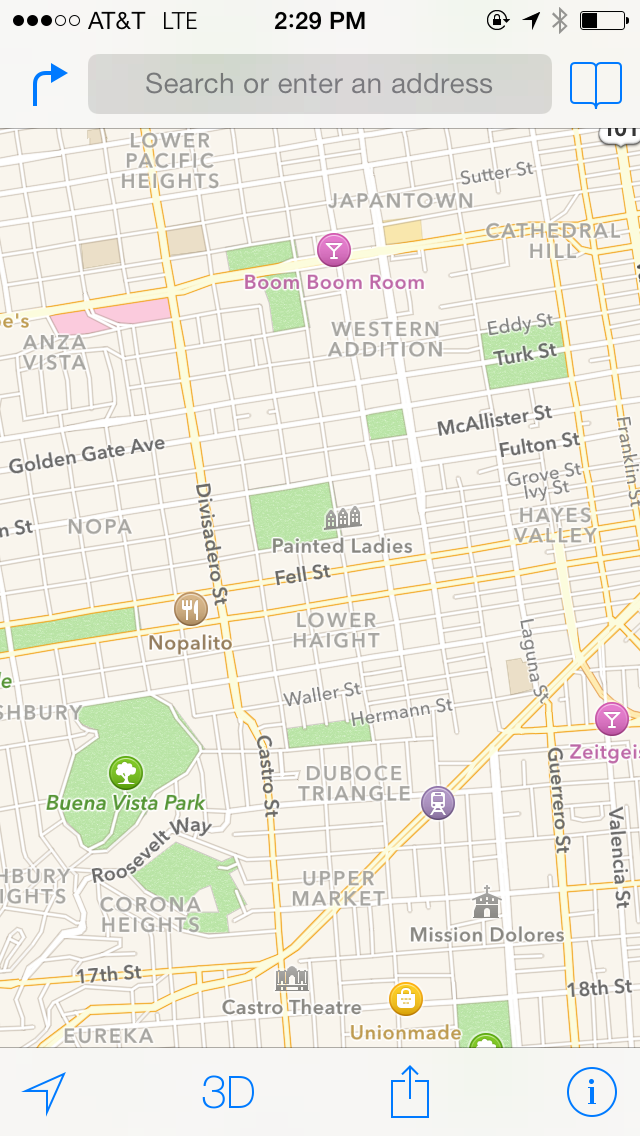 AT&T LTE 2:29 PM
Search or enter an address
101
LOWER
PACIFIC
HEIGHTS
Sutter St
JAPANTOWN
CATHEDRAL
HILL
Boom Boom Room
e's
ANZA
VISTA
WESTERN
ADDITION
Eddy St
Turk St
McAllister St
Golden Gate Ave
Fulton St
Franklin St
Grove St
Ivy St
HAYES
VALLEY
n St
NOPA
Divisadero St
Painted Ladies
Fell St
Nopalito
LOWER
HAIGHT
Laguna St
le
Waller St
SHBURY
Hermann St
Zeitgeis
Castro St
Guerrero St
DUBOCE
TRIANGLE
Buena Vista Park
Valencia St
Roosevelt Way
HBURY
IGHTS
UPPER
MARKET
CORONA
HEIGHTS
Mission Dolores
17th St
18th St
Castro Theatre
Unionmade
EUREKA
3D
i